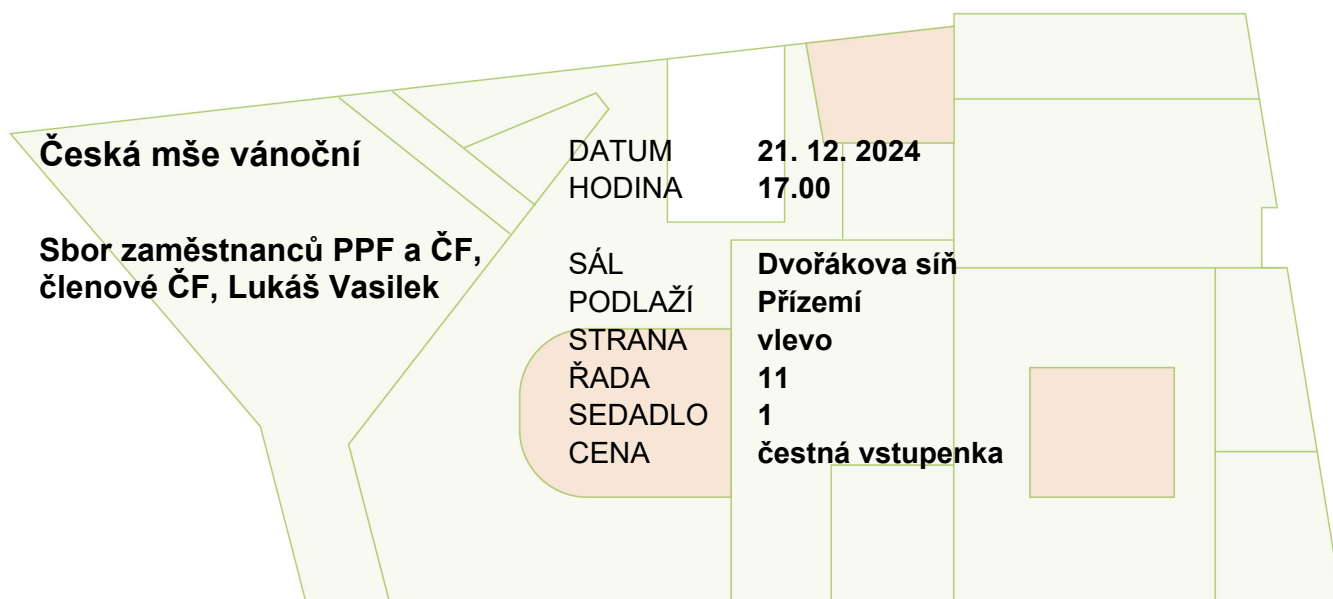 Česká mše vánoční
Sbor zaměstnanců PPF a ČF,
členové ČF, Lukáš Vasilek
DATUM 21. 12. 2024
HODINA 17.00
SÁL Dvořákova síň
PODLAŽÍ Přízemí
STRANA vlevo
ŘADA 11
SEDADLO 1
CENA čestná vstupenka